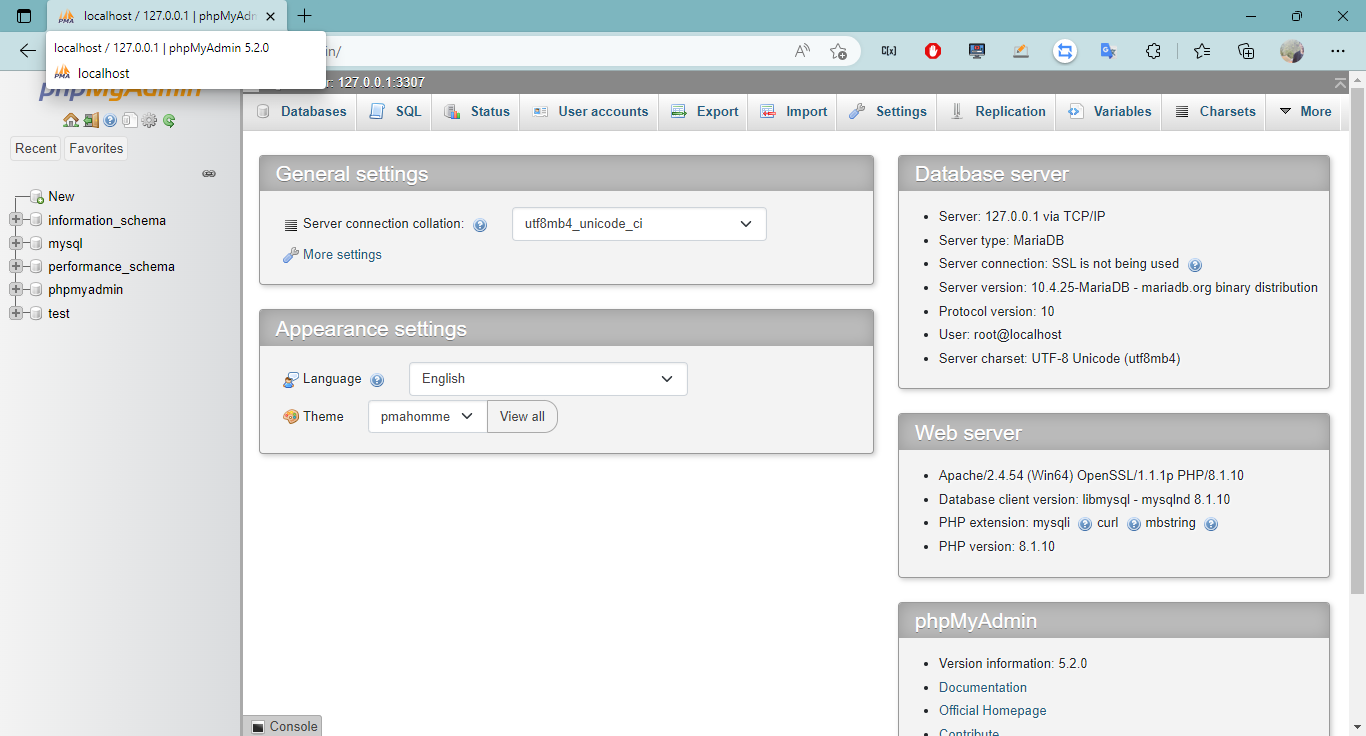 localhost / 127.0.0.1 | phpMyAdn
localhost / 127.0.0.1 | phpMyAdmin 5.2.0
localhost
in/
phpMyAdmin
127.0.0.1:3307
Databases SQL Status User accounts Export Import Settings Replication Variables Charsets More
Recent Favorites
New
information_schema
mysql
performance_schema
phpmyadmin
test
General settings
Server connection collation: utf8mb4_unicode_ci
More settings
Appearance settings
Language English
Theme pmahomme View all
Database server
Server: 127.0.0.1 via TCP/IP
Server type: MariaDB
Server connection: SSL is not being used
Server version: 10.4.25-MariaDB - mariadb.org binary distribution
Protocol version: 10
User: root@localhost
Server charset: UTF-8 Unicode (utf8mb4)
Web server
Apache/2.4.54 (Win64) OpenSSL/1.1.1p PHP/8.1.10
Database client version: libmysql - mysqlnd 8.1.10
PHP extension: mysqli curl mbstring
PHP version: 8.1.10
phpMyAdmin
Version information: 5.2.0
Documentation
Official Homepage
Contribute
Console